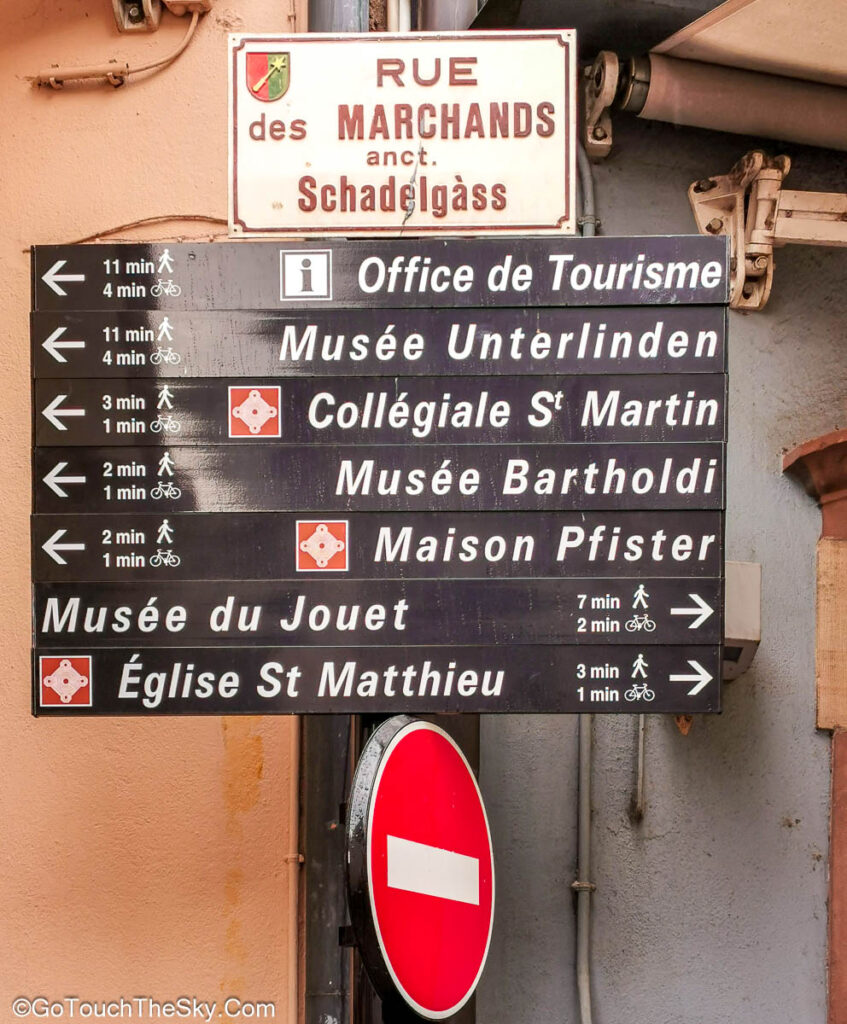 RUE
des MARCHANDS
anct.
Schadelgàss
11 min
4 min
i Office de Tourisme
11 min
4 min
Musée Unterlinden
3 min
1 min
Collégiale St Martin
2 min
1 min
Musée Bartholdi
2 min
1 min
Maison Pfister
Musée du Jouet
7 min
2 min
Église St Matthieu
3 min
1 min
©GoTouchTheSky.Com